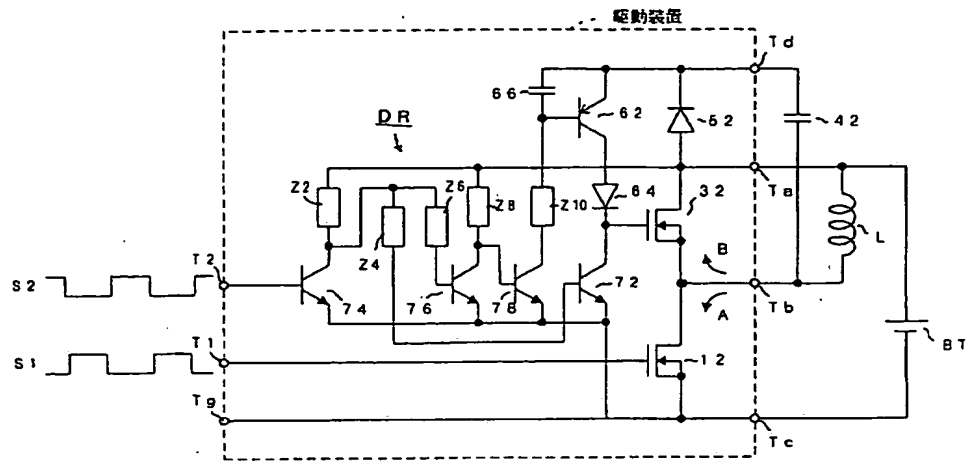 駆動装置
Td
66
62
52
42
DR
Ta
Z2
Z6
Z8
Z10
64
32
Z4
L
B
T2
S2
74
76
78
72
A
Tb
BT
T1
S1
12
Tg
Tc